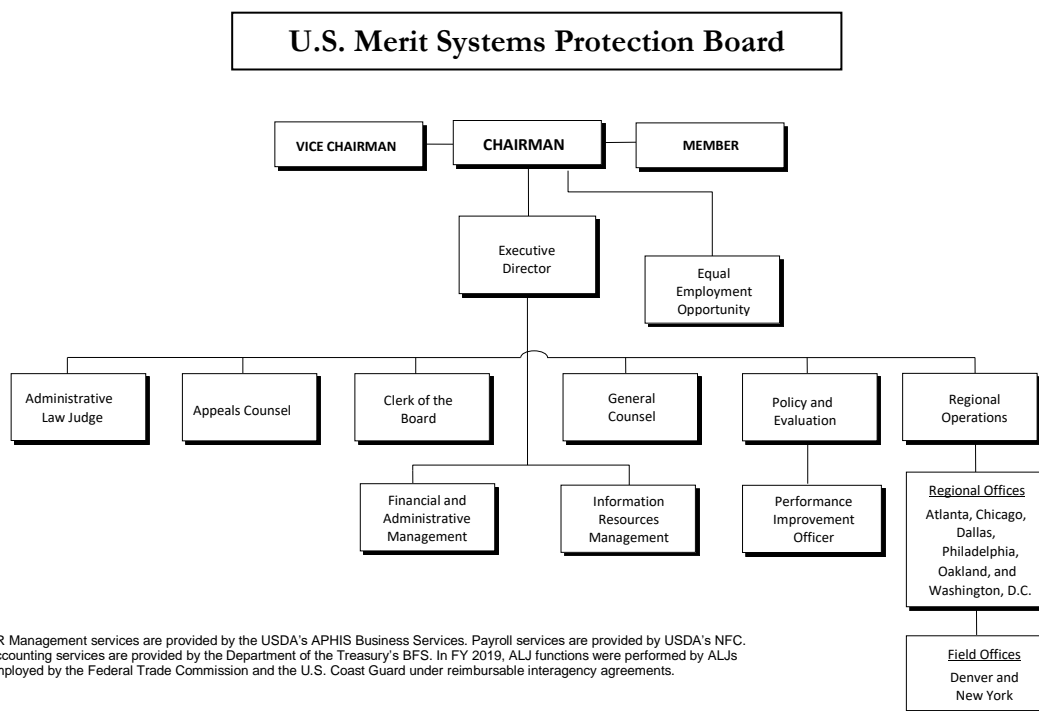 U.S. Merit Systems Protection Board
VICE CHAIRMAN
CHAIRMAN
MEMBER
Executive
Director
Equal
Employment
Opportunity
Administrative
Law Judge
Appeals Counsel
Clerk of the
Board
General
Counsel
Policy and
Evaluation
Regional
Operations
Financial and
Administrative
Management
Information
Resources
Management
Performance
Improvement
Officer
Regional Offices
Atlanta, Chicago,
Dallas,
Philadelphia,
Oakland, and
Washington, D.C.
R Management services are provided by the USDA's APHIS Business Services. Payroll services are provided by USDA's NFC.
ccounting services are provided by the Department of the Treasury's BFS. In FY 2019, ALJ functions were performed by ALJs
mployed by the Federal Trade Commission and the U.S. Coast Guard under reimbursable interagency agreements.
Field Offices
Denver and
New York